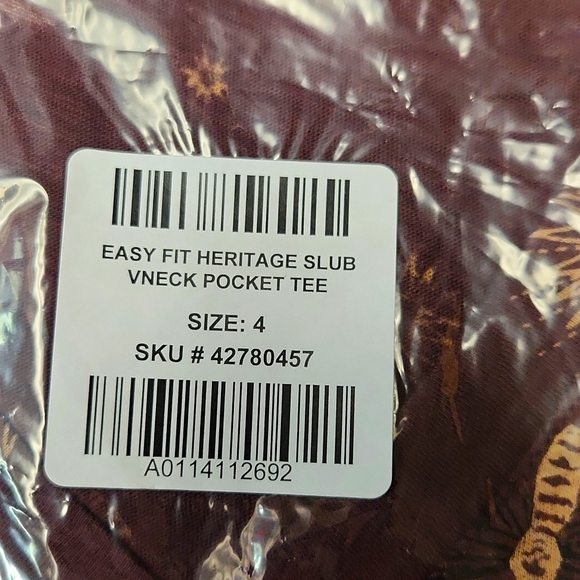 EASY FIT HERITAGE SLUB
VNECK POCKET TEE
SIZE: 4
SKU # 42780457
A0114112692